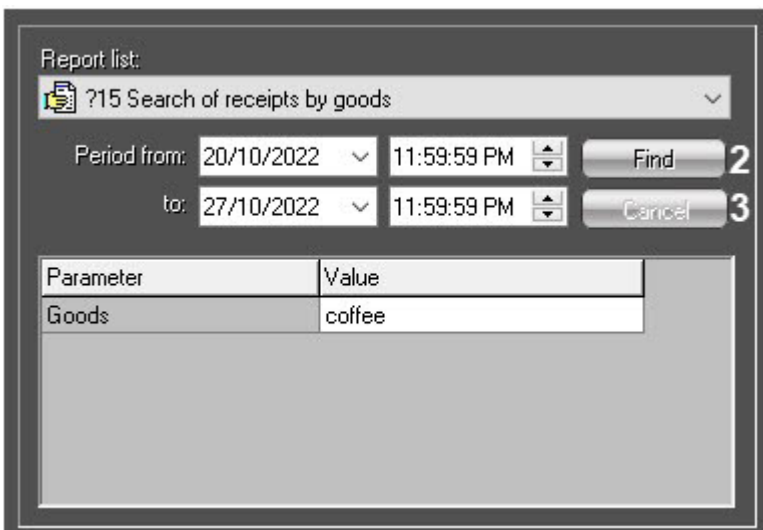 Report list:
?15 Search of receipts by goods
Period from: 20/10/2022 11:59:59 PM Find 2
to: 27/10/2022 11:59:59 PM Cancel 3
Parameter Value
Goods coffee